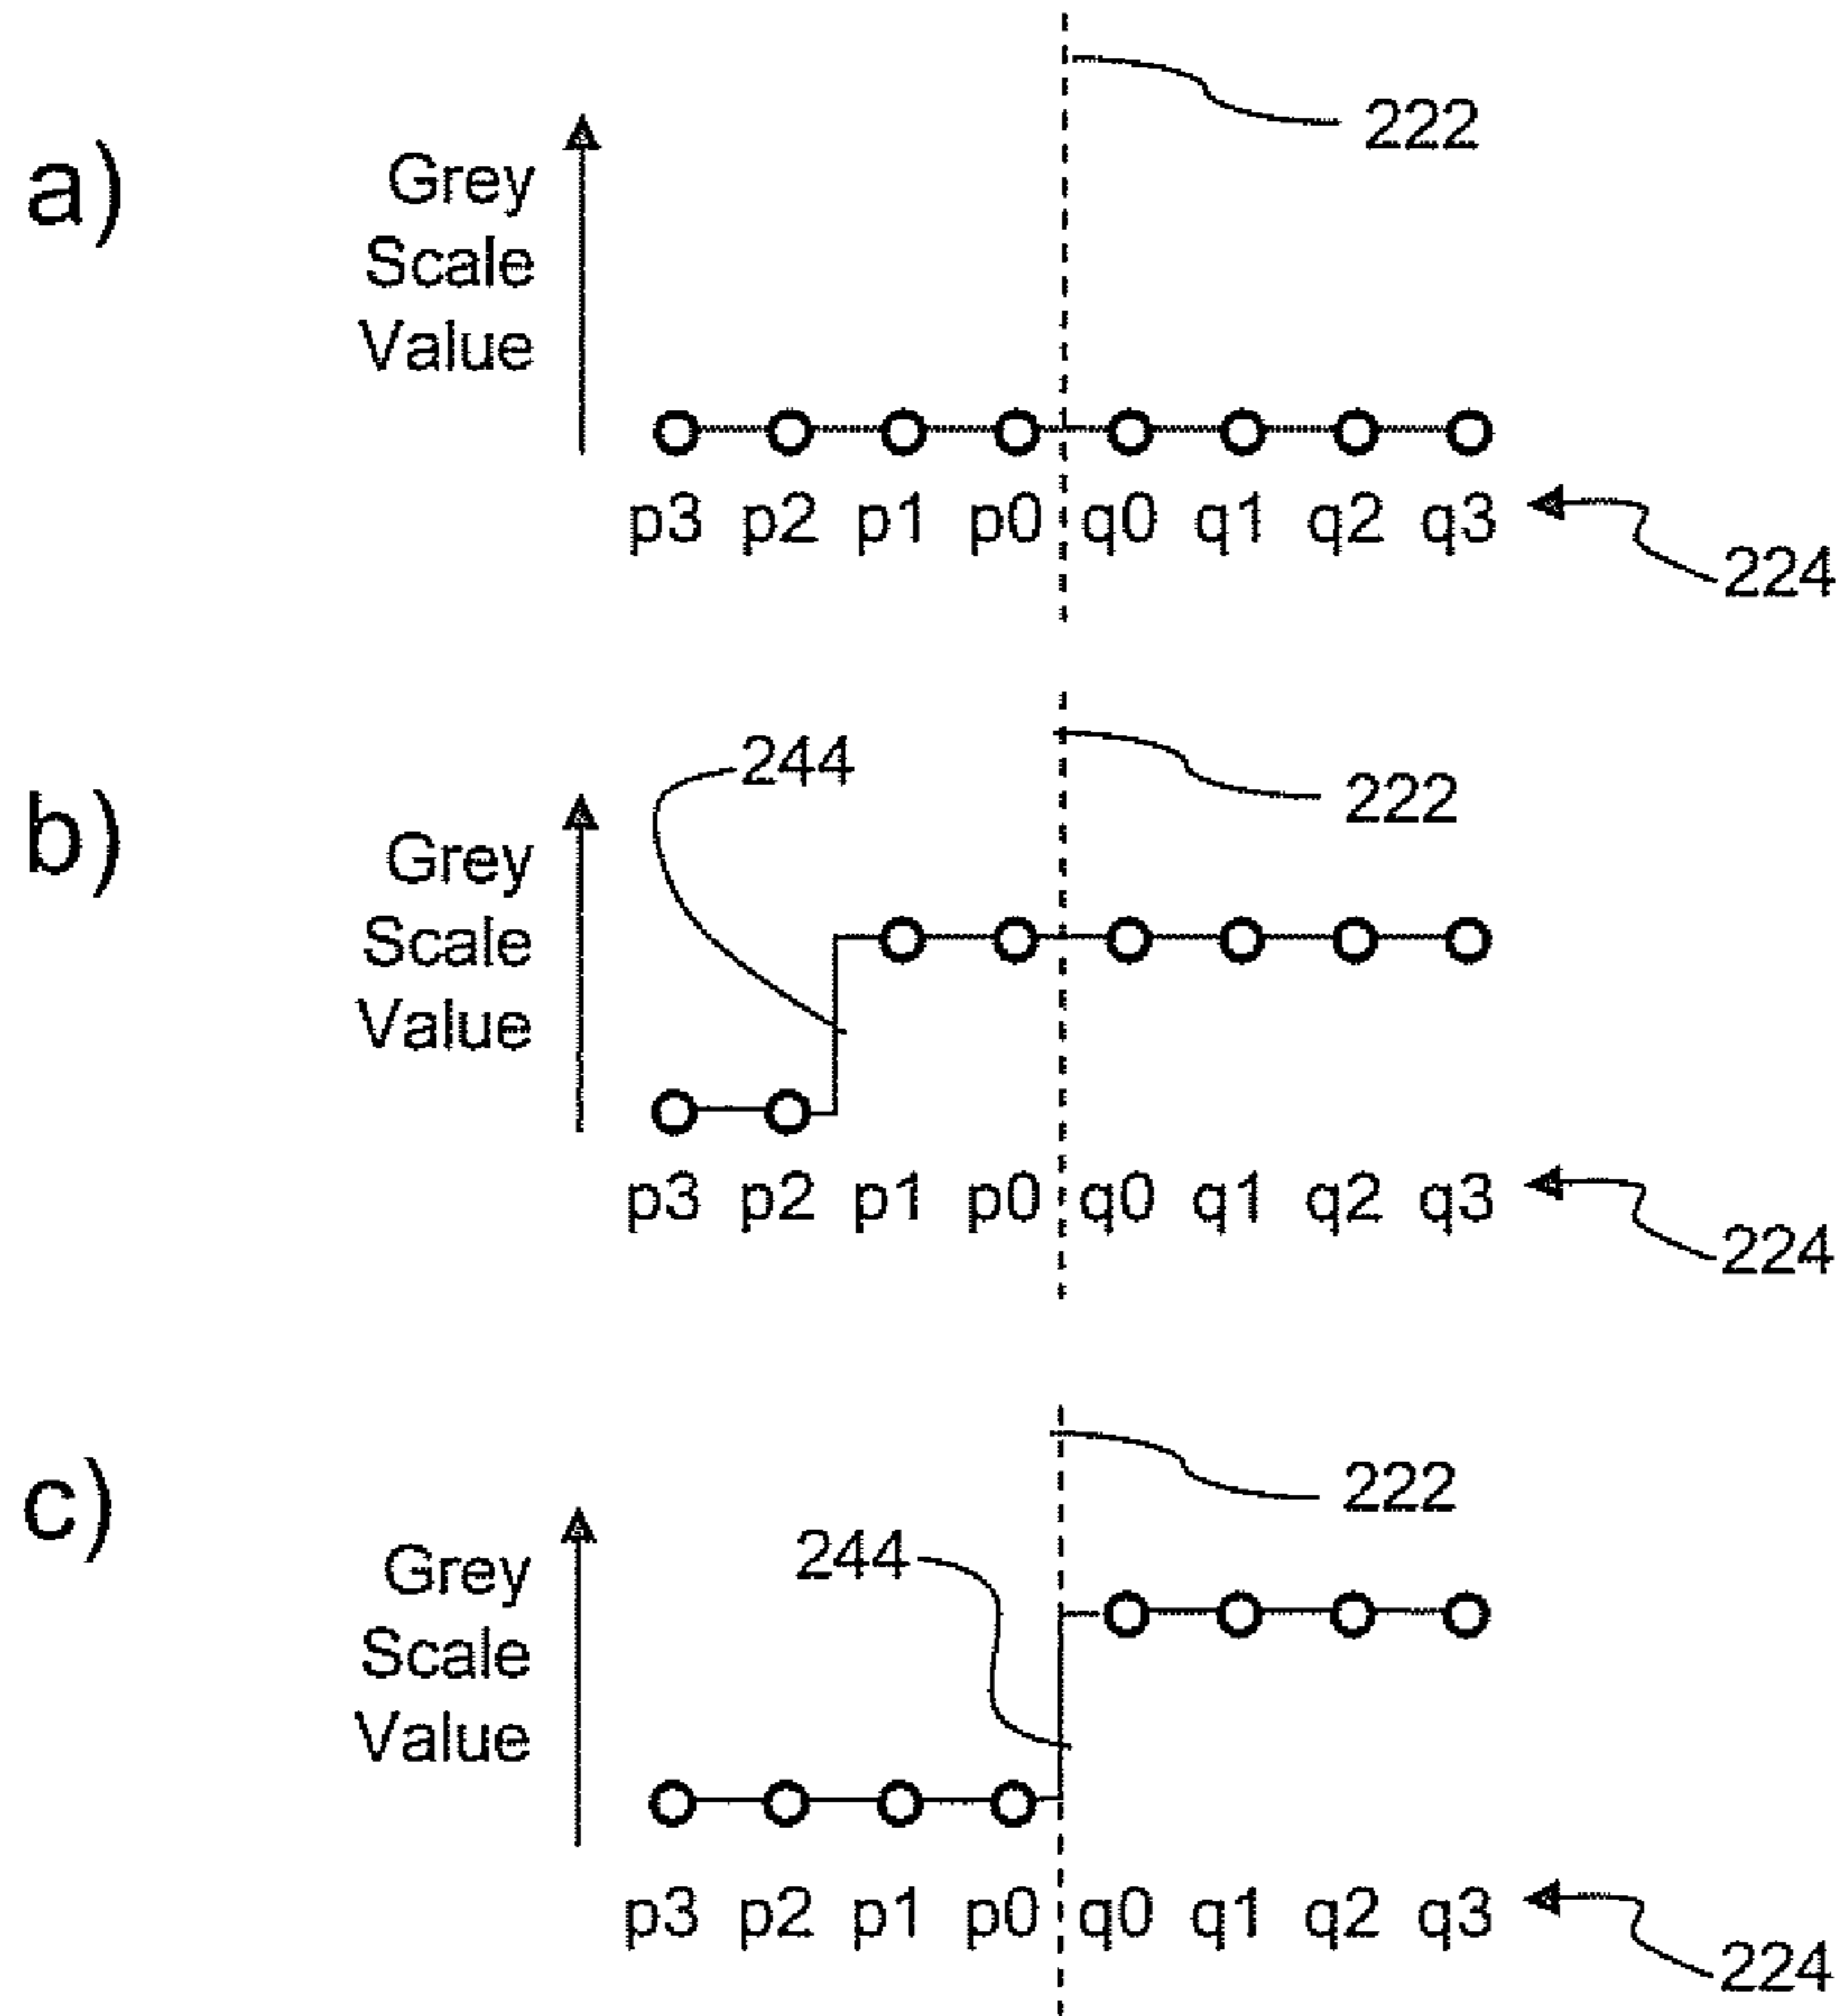 222
a)
Grey
Scale
Value
p3 p2 p1 p0 q0 q1 q2 q3
224
244
222
b)
Grey
Scale
Value
p3 p2 p1 p0 q0 q1 q2 q3
224
222
c)
244
Grey
Scale
Value
p3 p2 p1 p0 q0 q1 q2 q3
224